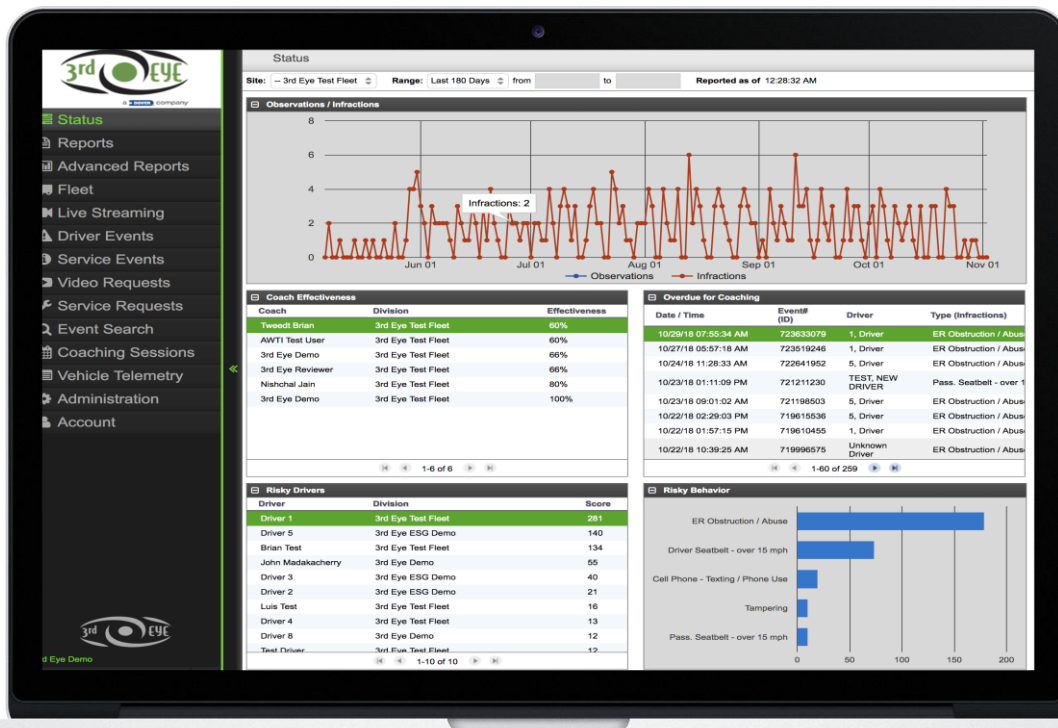 3rd EYE
a DOVER company
Status
Reports
Advanced Reports
Fleet
Live Streaming
Driver Events
Service Events
Video Requests
Service Requests
Event Search
Coaching Sessions
Vehicle Telemetry
Administration
Account
3rd EYE
d Eye Demo
Status
Site: -- 3rd Eye Test Fleet Range: Last 180 Days from to Reported as of 12:28:32 AM
Observations / Infractions
8
6
4
2
0
Infractions: 2
Jun 01 Jul 01 Aug 01 Sep 01 Oct 01 Nov 01
Observations Infractions
Coach Effectiveness
Coach Division Effectiveness
Tweedt Brian 3rd Eye Test Fleet 60%
AWTI Test User 3rd Eye Test Fleet 60%
3rd Eye Demo 3rd Eye Test Fleet 66%
3rd Eye Reviewer 3rd Eye Test Fleet 66%
Nishchal Jain 3rd Eye Test Fleet 80%
3rd Eye Demo 3rd Eye Test Fleet 100%
1-6 of 6
Overdue for Coaching
Date / Time Event# (ID) Driver Type (Infractions)
10/29/18 07:55:34 AM 723633079 1, Driver ER Obstruction / Abuse
10/27/18 05:57:18 AM 723519246 1, Driver ER Obstruction / Abus
10/24/18 11:28:33 AM 722641952 5, Driver ER Obstruction / Abus
10/23/18 01:11:09 PM 721211230 TEST, NEW DRIVER Pass. Seatbelt - over 1
10/23/18 09:01:02 AM 721198503 5, Driver ER Obstruction / Abus
10/22/18 02:29:03 PM 719615536 5, Driver ER Obstruction / Abus
10/22/18 01:57:15 PM 719610455 1, Driver ER Obstruction / Abus
10/22/18 10:39:25 AM 719996575 Unknown Driver ER Obstruction / Abus
1-60 of 259
Risky Drivers
Driver Division Score
Driver 1 3rd Eye Test Fleet 281
Driver 5 3rd Eye ESG Demo 140
Brian Test 3rd Eye Test Fleet 134
John Madakacherry 3rd Eye Demo 55
Driver 3 3rd Eye ESG Demo 40
Driver 2 3rd Eye ESG Demo 21
Luis Test 3rd Eye Test Fleet 16
Driver 4 3rd Eye Test Fleet 13
Driver 8 3rd Eye Demo 12
Test Driver 3rd Eye Test Fleet 12
1-10 of 10
Risky Behavior
ER Obstruction / Abuse
Driver Seatbelt - over 15 mph
Cell Phone - Texting / Phone Use
Tampering
Pass. Seatbelt - over 15 mph
0 50 100 150 200